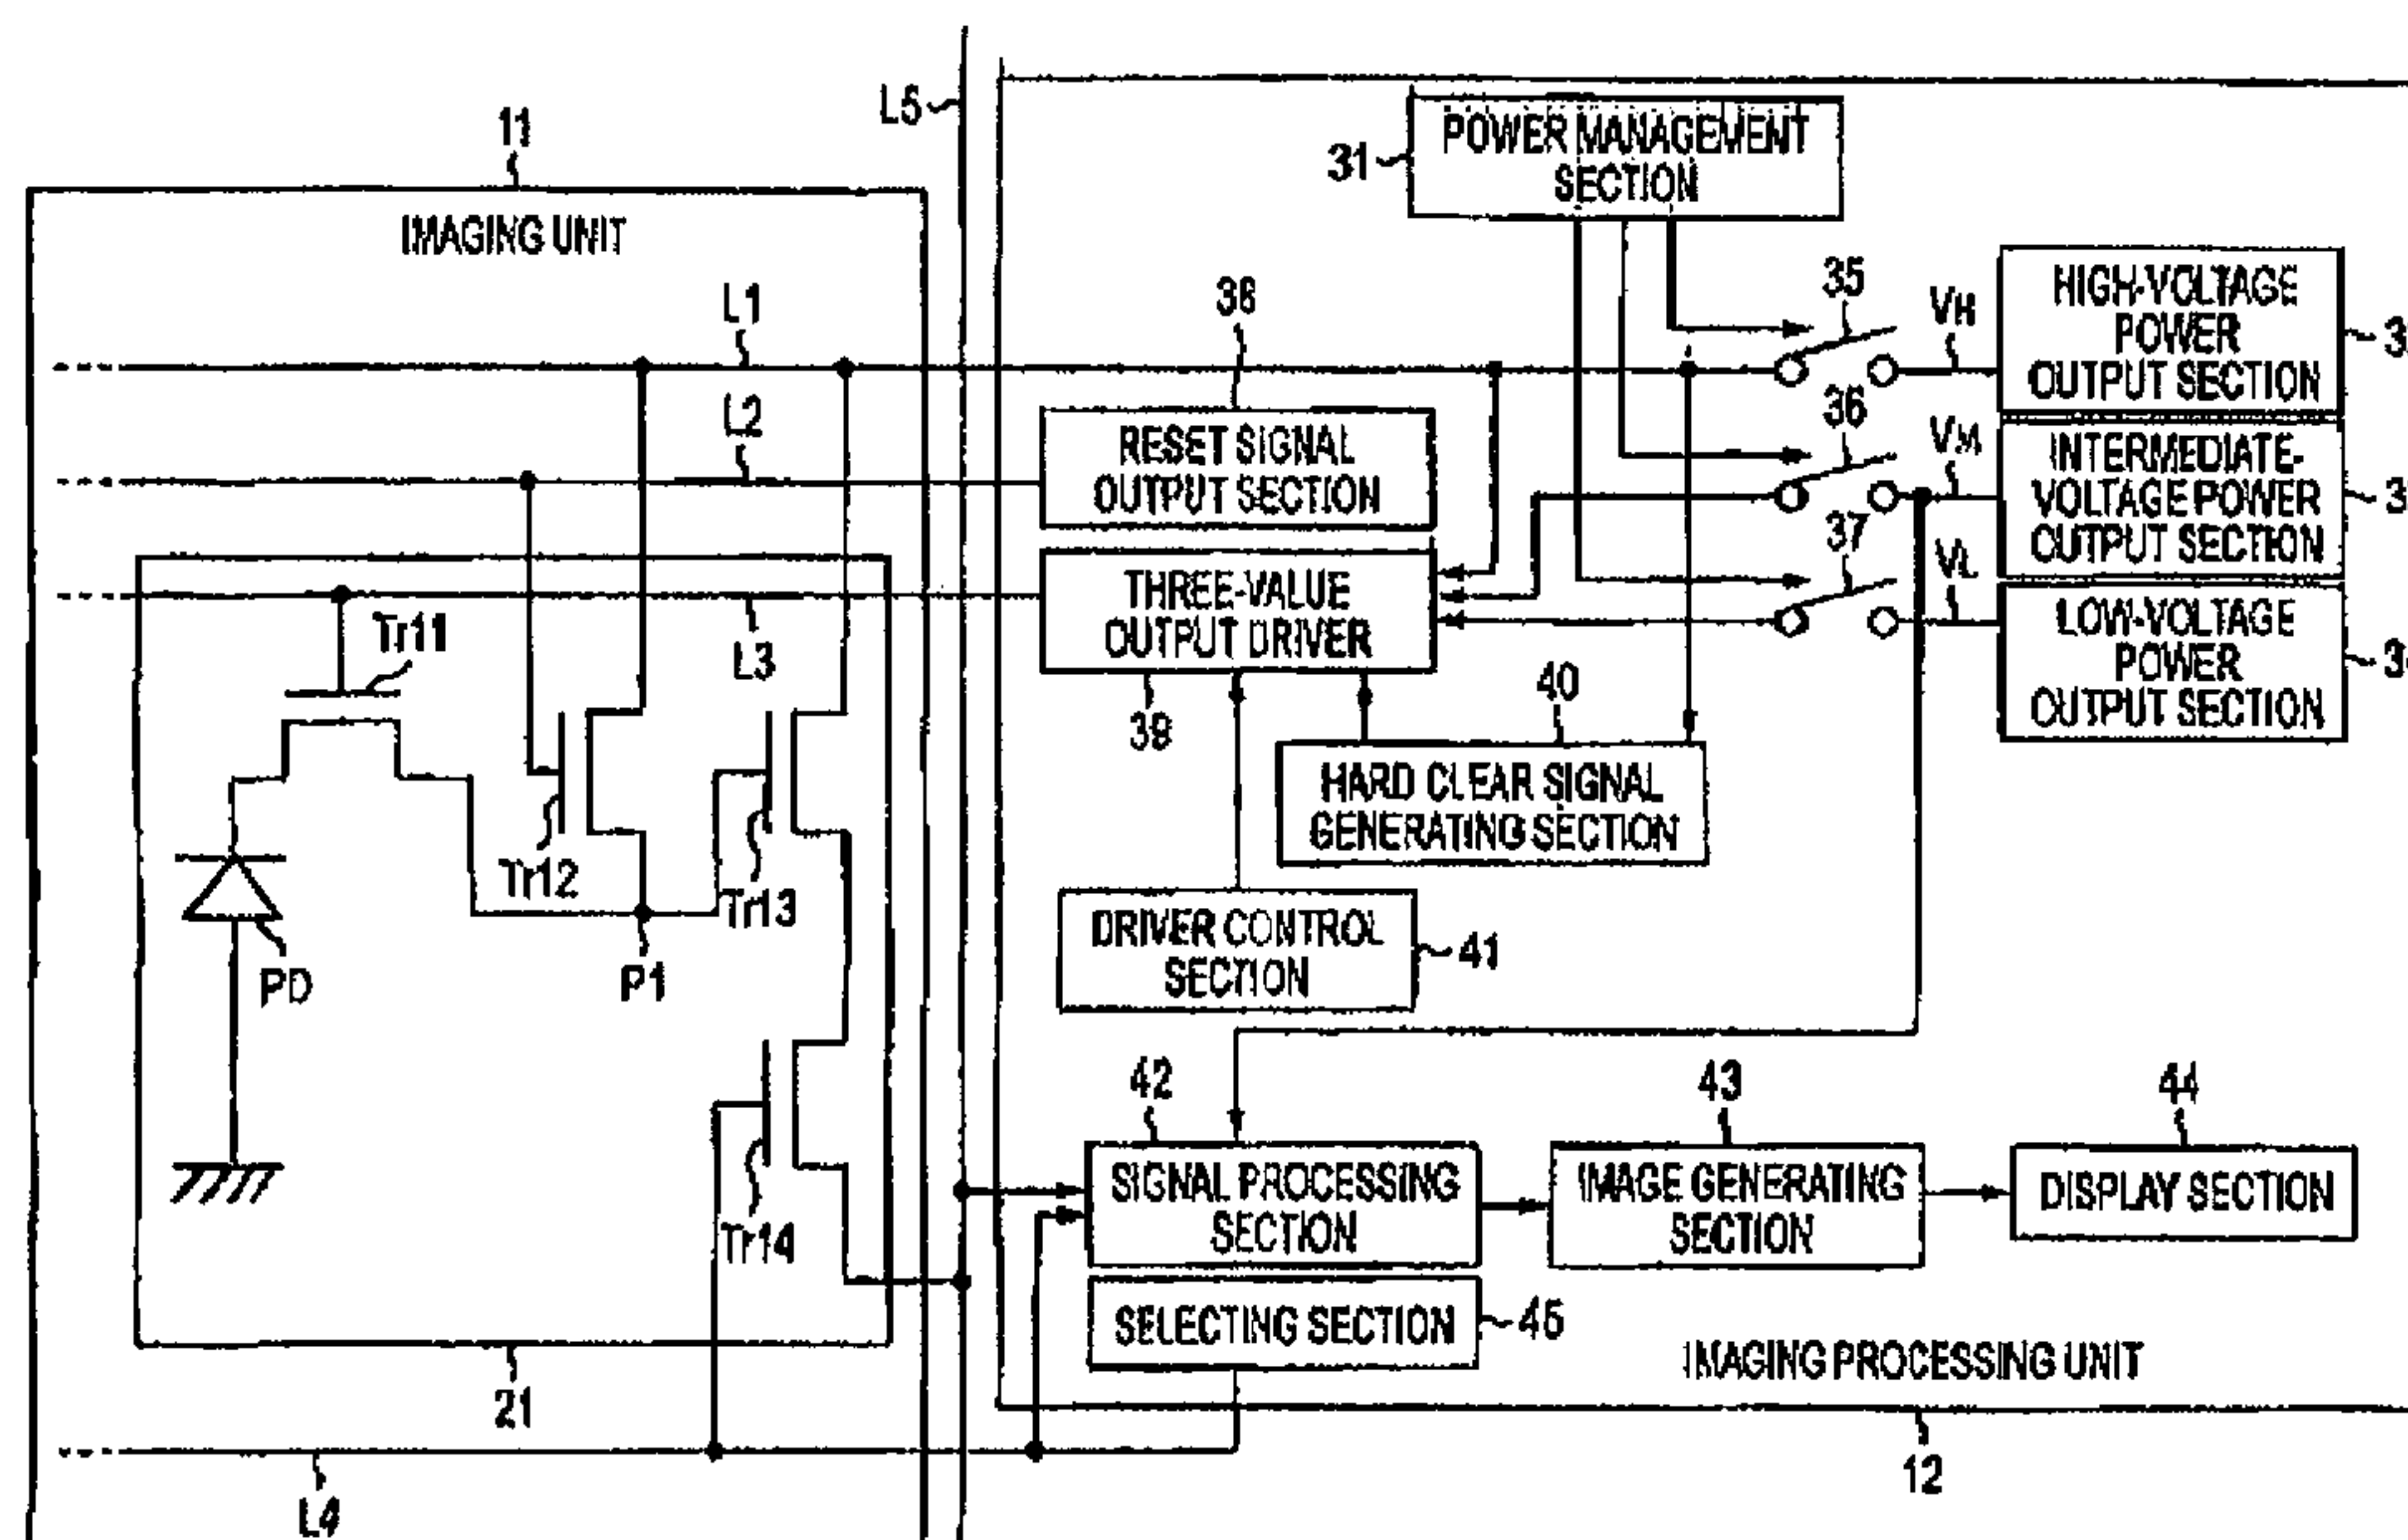 L5
11
31
POWER MANAGEMENT
SECTION
IMAGING UNIT
L1
38
35
VH
HIGH-VOLTAGE
POWER
OUTPUT SECTION
3
L2
RESET SIGNAL
OUTPUT SECTION
36
VM
INTERMEDIATE-
VOLTAGE POWER
OUTPUT SECTION
3
37
VL
Tr11
L3
THREE-VALUE
OUTPUT DRIVER
39
40
LOW-VOLTAGE
POWER
OUTPUT SECTION
3
HARD CLEAR SIGNAL
GENERATING SECTION
Tr12
Tr13
PD
P1
DRIVER CONTROL
SECTION
41
42
43
44
SIGNAL PROCESSING
SECTION
IMAGE GENERATING
SECTION
DISPLAY SECTION
Tr14
SELECTING SECTION
45
IMAGING PROCESSING UNIT
21
12
L4